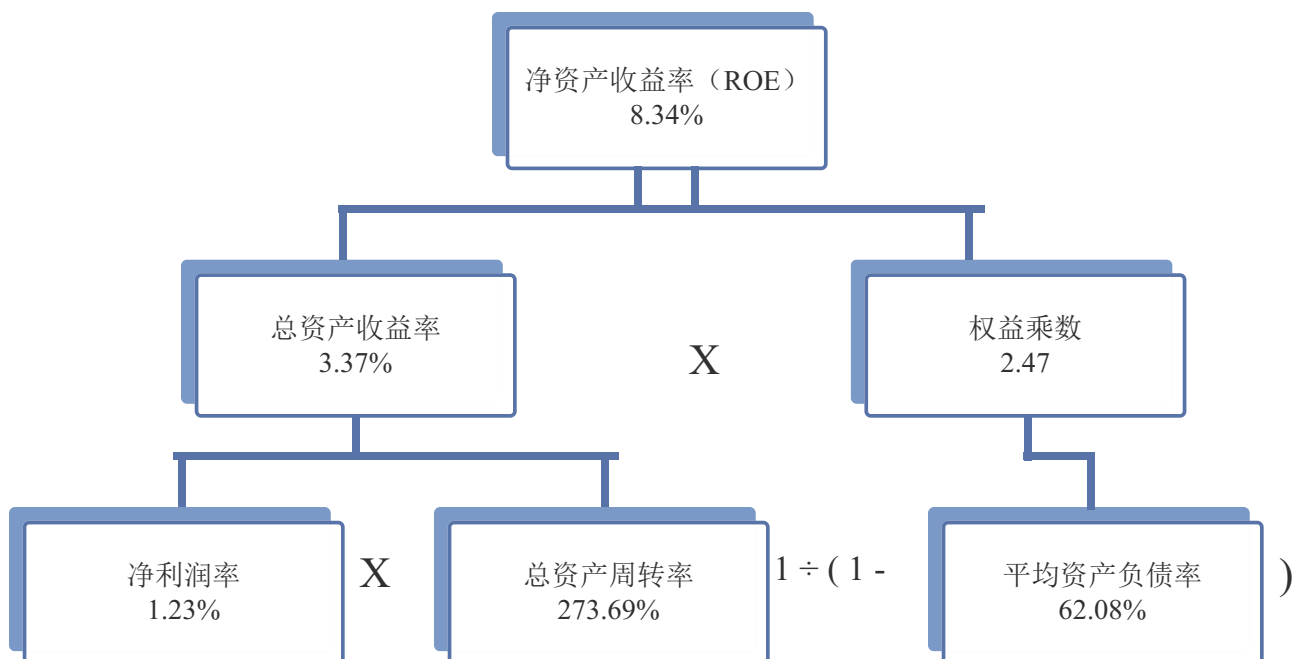 净资产收益率（ROE）
8.34%
总资产收益率
3.37%
X
权益乘数
2.47
净利润率
1.23%
X
总资产周转率
273.69%
1 ÷ ( 1 -
平均资产负债率
62.08%
)